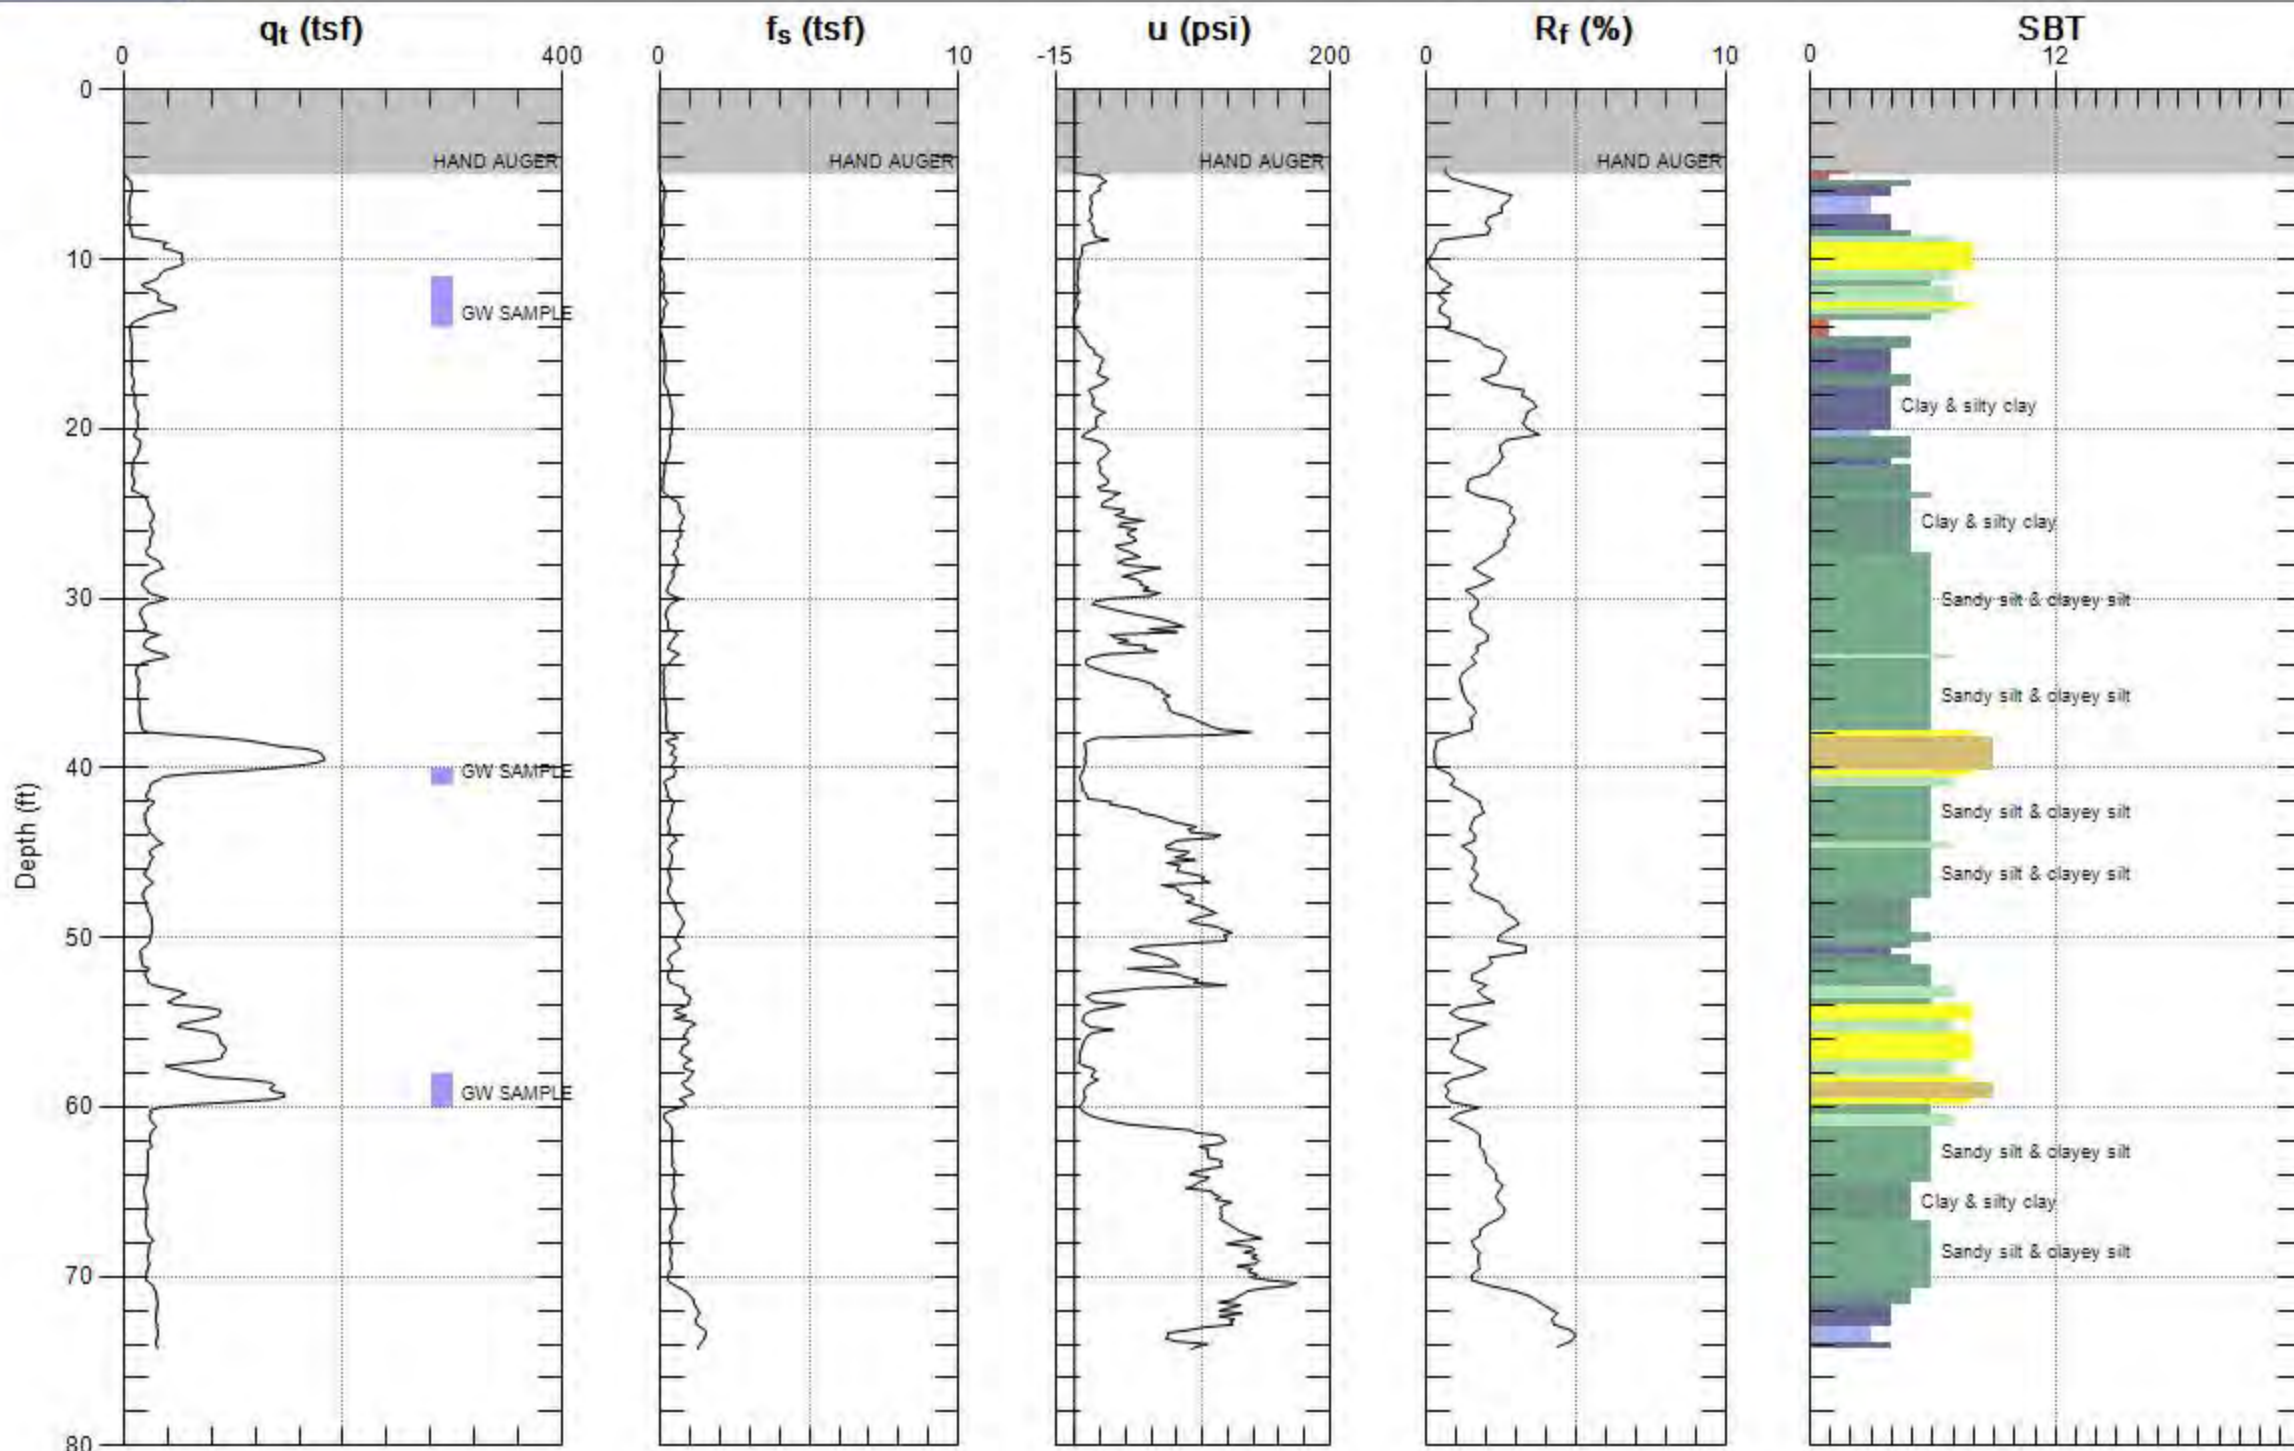 qt (tsf) fs (tsf) u (psi) Rf (%) SBT
0 400 0 10 -15 200 0 10 0 12
0
HAND AUGER HAND AUGER HAND AUGER HAND AUGER
10
GW SAMPLE
Clay & silty clay
20
Clay & silty clay
30 Sandy silt & clayey silt
Sandy silt & clayey silt
40 GW SAMPLE
Sandy silt & clayey silt
Depth (ft)
Sandy silt & clayey silt
50
GW SAMPLE
60
Sandy silt & clayey silt
Clay & silty clay
Sandy silt & clayey silt
70
80